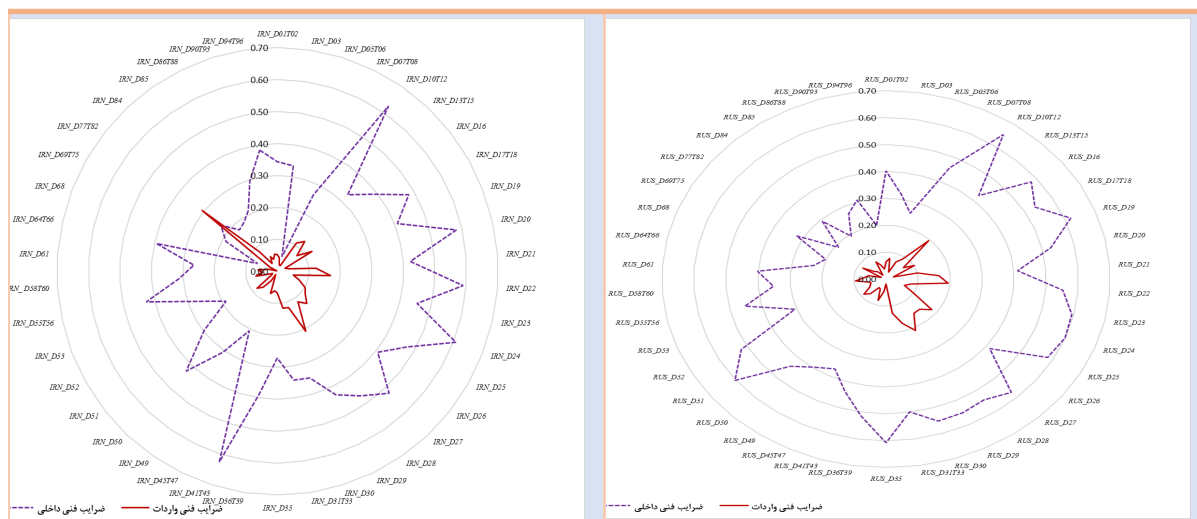 IRN_D01T02
IRN_D03
IRN_D05T06
IRN_D07T08
IRN_D10T12
IRN_D13T15
IRN_D16
IRN_D17T18
IRN_D19
IRN_D20
IRN_D21
IRN_D22
IRN_D23
IRN_D24
IRN_D25
IRN_D26
IRN_D27
IRN_D28
IRN_D29
IRN_D30
IRN_D31T33
IRN_D35
IRN_D36T39
IRN_D41T43
IRN_D45T47
IRN_D49
IRN_D50
IRN_D51
IRN_D52
IRN_D53
IRN_D55T56
RN_D58T60
IRN_D61
IRN_D64T66
IRN_D68
IRN_D69T75
IRN_D77T82
IRN_D84
IRN_D85
IRN_D86T88
IRN_D90T93
IRN_D94T96
0.70
0.60
0.50
0.40
0.30
0.20
0.10
0.00
ضرایب فنی داخلی
ضرایب فنی واردات
RUS_D01T02
RUS_D03
RUS_D05T06
RUS_D07T08
RUS_D10T12
RUS_D13T15
RUS_D16
RUS_D17T18
RUS_D19
RUS_D20
RUS_D21
RUS_D22
RUS_D23
RUS_D24
RUS_D25
RUS_D26
RUS_D27
RUS_D28
RUS_D29
RUS_D30
RUS_D31T33
RUS_D35
RUS_D36T39
RUS_D41T43
RUS_D45T47
RUS_D49
RUS_D50
RUS_D51
RUS_D52
RUS_D53
RUS_D55T56
RUS_D58T60
RUS_D61
RUS_D64T66
RUS_D68
RUS_D69T75
RUS_D77T82
RUS_D84
RUS_D85
RUS_D86T88
RUS_D90T93
RUS_D94T96
0.70
0.60
0.50
0.40
0.30
0.20
0.10
0.00
ضرایب فنی داخلی
ضرایب فنی واردات